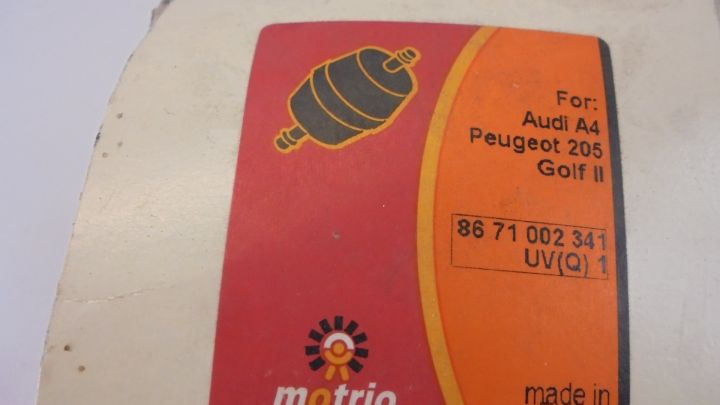 For:
Audi A4
Peugeot 205
Golf II
86 71 002 341
UV(Q) 1
motrio
made in